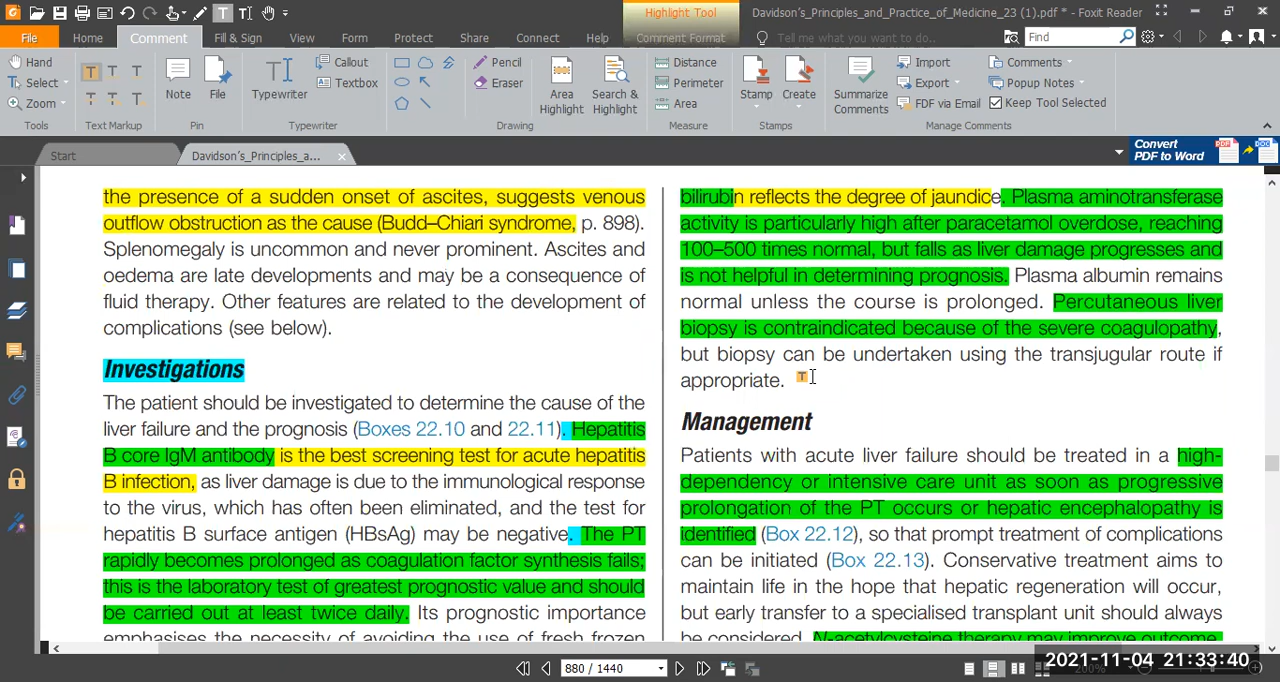 Highlight Tool
Davidson's_Principles_and_Practice_of_Medicine_23 (1).pdf * - Foxit Reader
File
Home
Comment
Fill & Sign
View
Form
Protect
Share
Connect
Help
Comment Format
Tell me what you want to do..
Find
Hand
Select
Zoom
Tools
Text Markup
Note
File
Pin
Typewriter
Callout
Textbox
Typewriter
Pencil
Eraser
Drawing
Area Highlight
Search & Highlight
Distance
Perimeter
Area
Measure
Stamp
Create
Stamps
Summarize Comments
Import
Export
FDF via Email
Comments
Popup Notes
Keep Tool Selected
Manage Comments
Start
Davidson's_Principles_a...
Convert
PDF to Word
the presence of a sudden onset of ascites, suggests venous
outflow obstruction as the cause (Budd–Chiari syndrome, p. 898).
Splenomegaly is uncommon and never prominent. Ascites and
oedema are late developments and may be a consequence of
fluid therapy. Other features are related to the development of
complications (see below).
Investigations
The patient should be investigated to determine the cause of the
liver failure and the prognosis (Boxes 22.10 and 22.11). Hepatitis
B core IgM antibody is the best screening test for acute hepatitis
B infection, as liver damage is due to the immunological response
to the virus, which has often been eliminated, and the test for
hepatitis B surface antigen (HBsAg) may be negative. The PT
rapidly becomes prolonged as coagulation factor synthesis fails;
this is the laboratory test of greatest prognostic value and should
be carried out at least twice daily. Its prognostic importance
emphasises the necessity of avoiding the use of fresh frozen
bilirubin reflects the degree of jaundice. Plasma aminotransferase
activity is particularly high after paracetamol overdose, reaching
100–500 times normal, but falls as liver damage progresses and
is not helpful in determining prognosis. Plasma albumin remains
normal unless the course is prolonged. Percutaneous liver
biopsy is contraindicated because of the severe coagulopathy,
but biopsy can be undertaken using the transjugular route if
appropriate.
Management
Patients with acute liver failure should be treated in a high-
dependency or intensive care unit as soon as progressive
prolongation of the PT occurs or hepatic encephalopathy is
identified (Box 22.12), so that prompt treatment of complications
can be initiated (Box 22.13). Conservative treatment aims to
maintain life in the hope that hepatic regeneration will occur,
but early transfer to a specialised transplant unit should always
be considered. N-acetylcysteine therapy may improve outcome,
880 / 1440
200%
2021-11-04 21:33:40